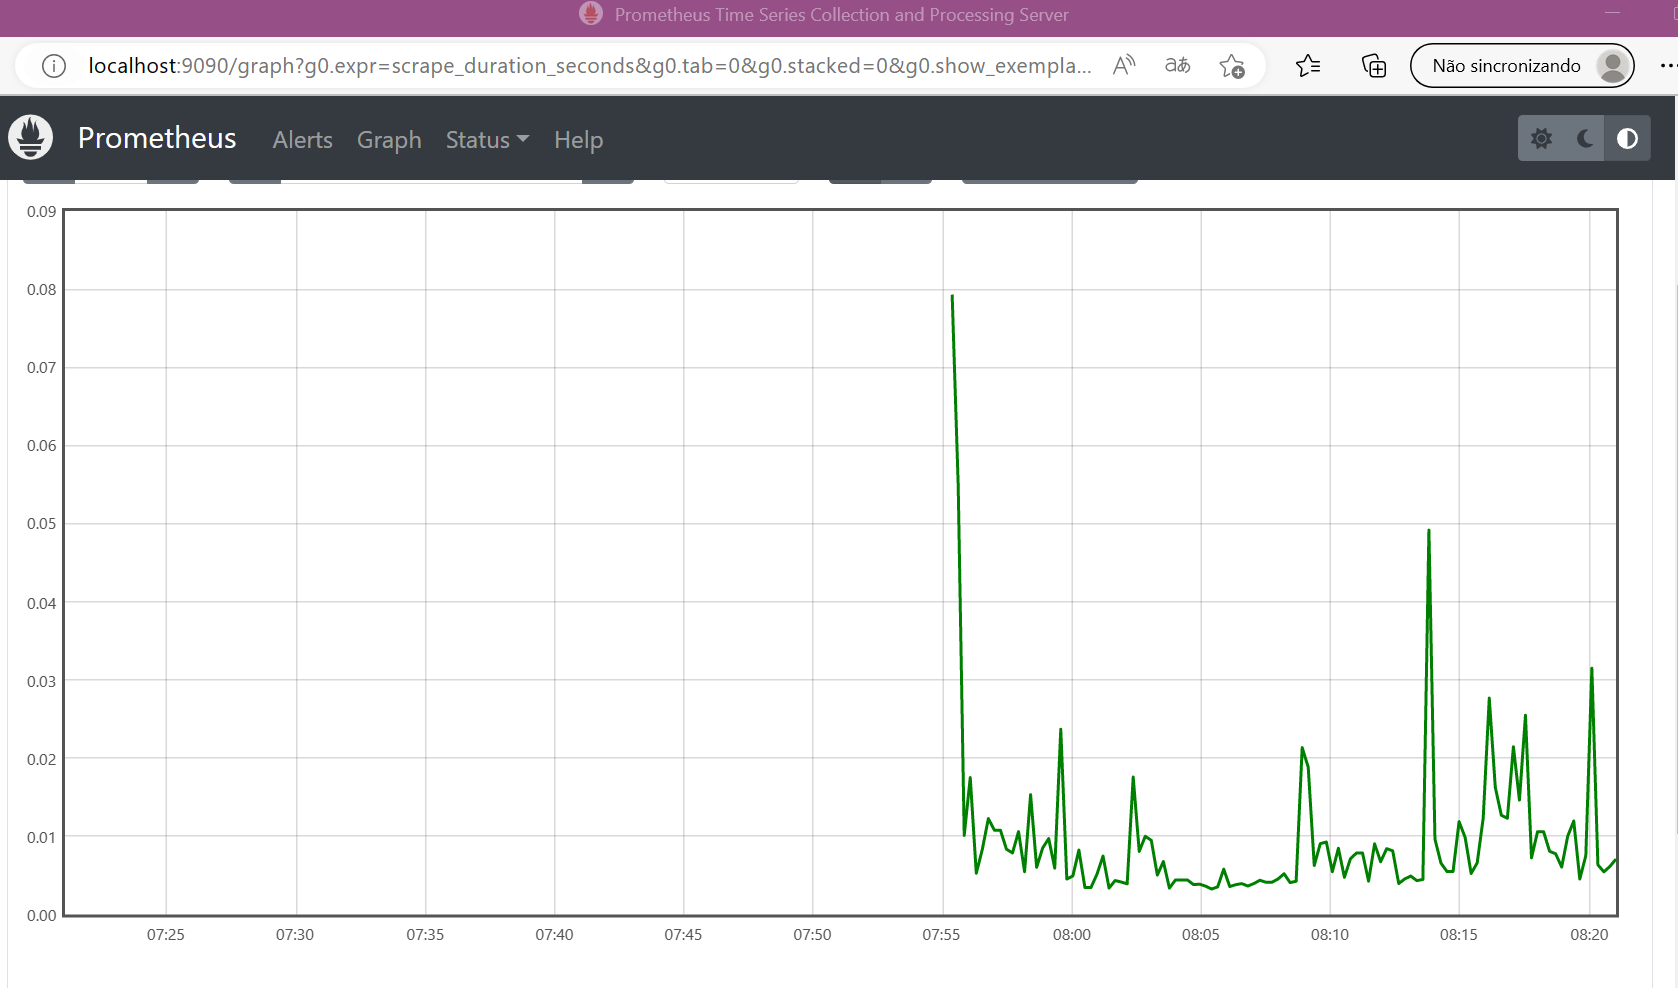 Prometheus Time Series Collection and Processing Server
localhost:9090/graph?g0.expr=scrape_duration_seconds&g0.tab=0&g0.stacked=0&g0.show_exempla...
A
aあ
Não sincronizando
Prometheus
Alerts
Graph
Status
Help
0.09
0.08
0.07
0.06
0.05
0.04
0.03
0.02
0.01
0.00
07:25
07:30
07:35
07:40
07:45
07:50
07:55
08:00
08:05
08:10
08:15
08:20